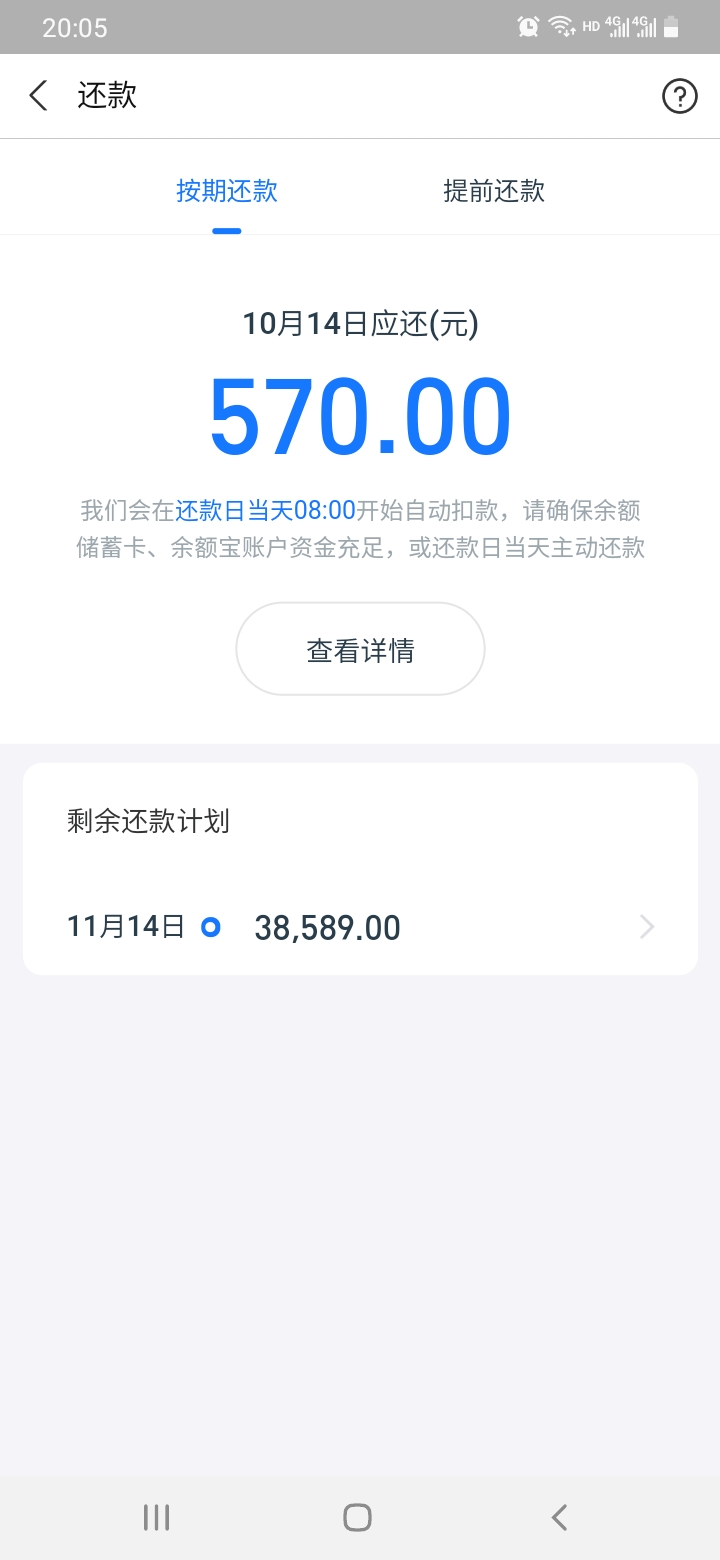 20:05
HD 4G 4G
还款
按期还款
提前还款
10月14日应还(元)
570.00
我们会在还款日当天08:00开始自动扣款，请确保余额
储蓄卡、余额宝账户资金充足，或还款日当天主动还款
查看详情
剩余还款计划
11月14日 38,589.00